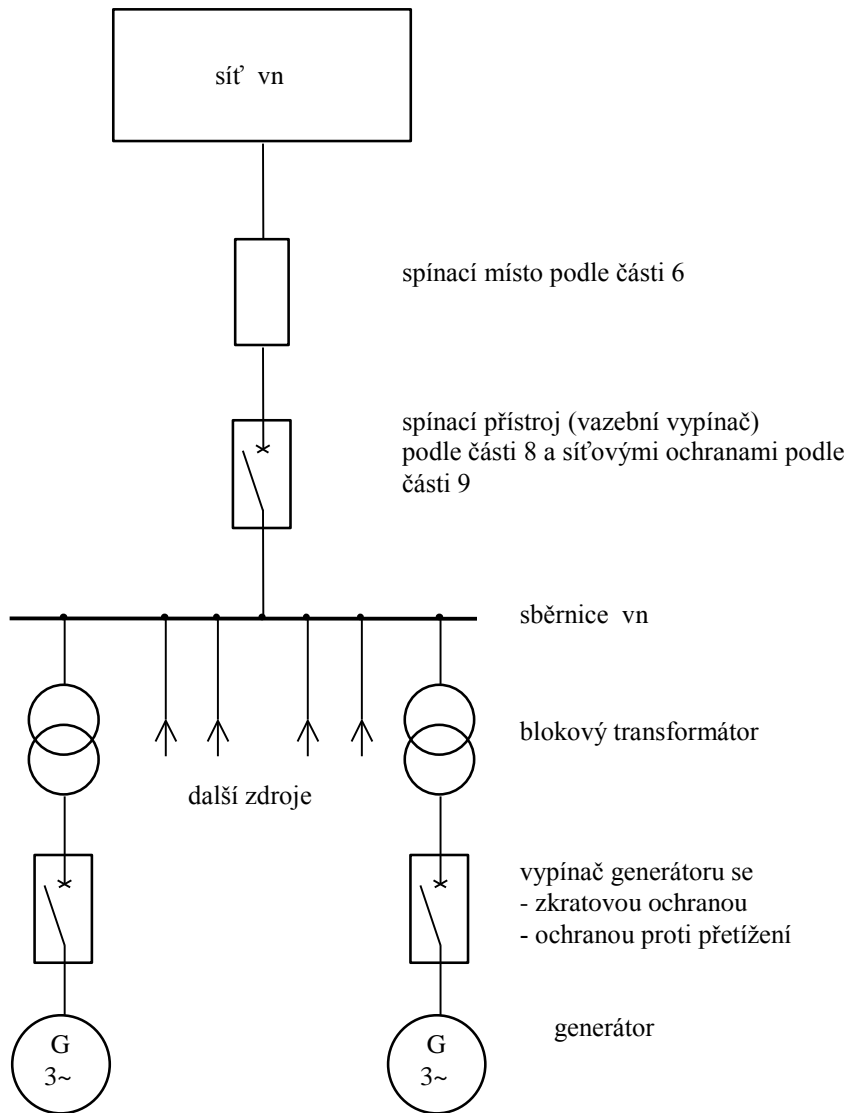 síť vn
spínací místo podle části 6
spínací přístroj (vazební vypínač)
podle části 8 a síťovými ochranami podle
části 9
sběrnice vn
blokový transformátor
další zdroje
vypínač generátoru se
- zkratovou ochranou
- ochranou proti přetížení
generátor
G
3~
G
3~